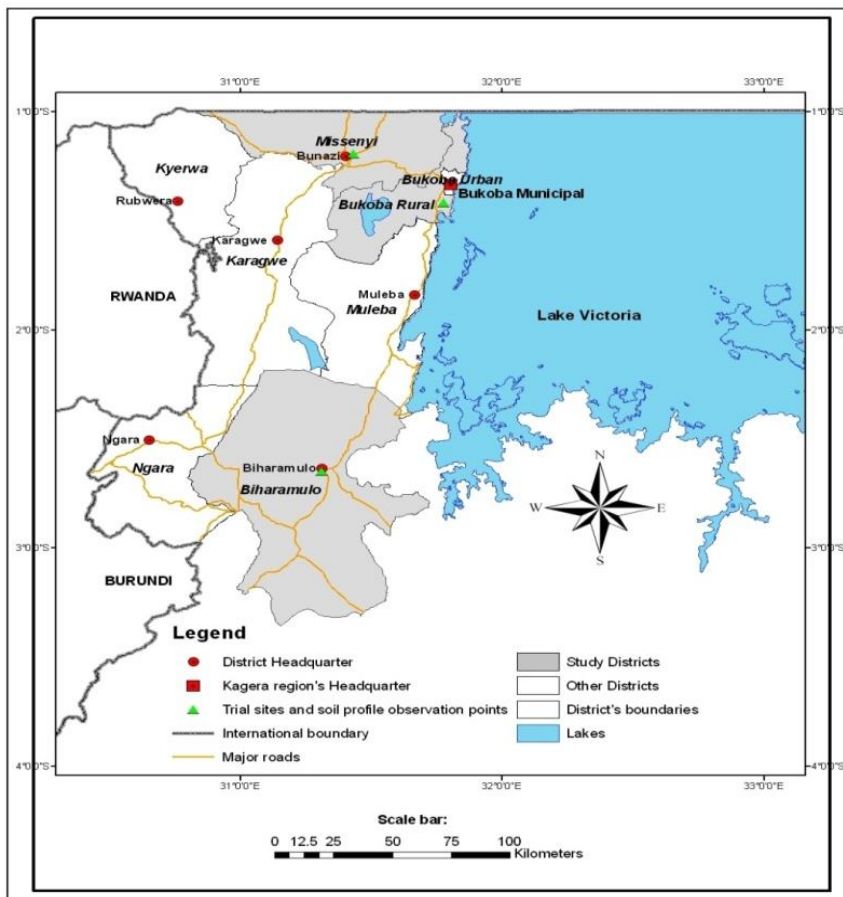 31°0'0"E 32°0'0"E 33°0'0"E
1°0'0"S 1°0'0"S
Missenyi
Bunazi
Kyerwa
Bukoba Urban
Rubwera
Bukoba Municipal
Bukoba Rural
Karagwe
Karagwe
RWANDA
Muleba
Muleba
Lake Victoria
2°0'0"S 2°0'0"S
Ngara
Ngara
Biharamulo
Biharamulo
N
W E
S
3°0'0"S 3°0'0"S
BURUNDI
Legend
District Headquarter
Kagera region's Headquarter
Trial sites and soil profile observation points
International boundary
Major roads
Study Districts
Other Districts
District's boundaries
Lakes
4°0'0"S 4°0'0"S
31°0'0"E 32°0'0"E 33°0'0"E
Scale bar:
0 12.5 25 50 75 100
Kilometers